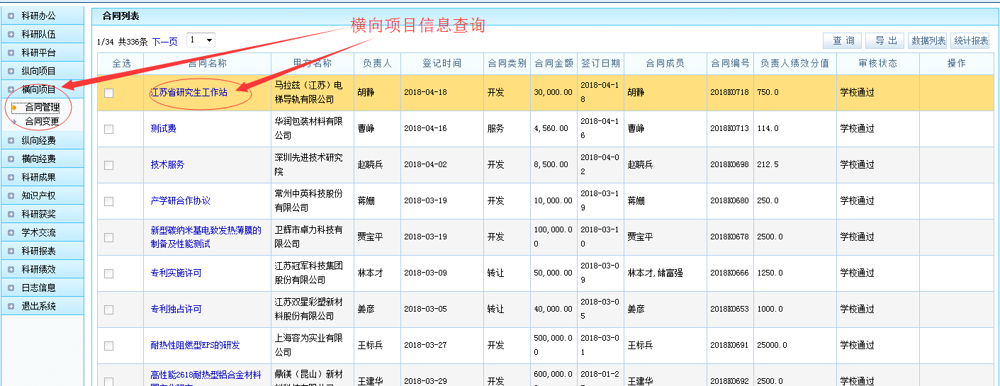 科研办公
科研队伍
科研平台
纵向项目
横向项目
合同管理
合同变更
纵向经费
横向经费
科研成果
知识产权
科研获奖
学术交流
科研报表
科研绩效
日志信息
退出系统
合同列表
横向项目信息查询
1/34 共336条 下一页 1
查 询 导 出 数据列表 统计报表
全选 合同名称 甲方名称 负责人 登记时间 合同类别 合同金额 签订日期 合同成员 合同编号 负责人绩效分值 审核状态 操作
江苏省研究生工作站 马拉兹（江苏）电梯导轨有限公司 胡静 2018-04-18 开发 30,000.00 2018-04-18 胡静 2018K0718 750.0 学校通过
测试费 华润包装材料有限公司 曹峥 2018-04-16 服务 4,560.00 2018-04-16 曹峥 2018K0713 114.0 学校通过
技术服务 深圳先进技术研究院 赵晓兵 2018-04-02 开发 8,500.00 2018-04-02 赵晓兵 2018K0698 212.5 学校通过
产学研合作协议 常州中英科技股份有限公司 蒋姗 2018-03-19 开发 10,000.00 2018-03-19 蒋姗 2018K0680 250.0 学校通过
新型碳纳米基电致发热薄膜的制备及性能测试 卫辉市卓力科技有限公司 贾宝平 2018-03-19 开发 100,000.00 2018-03-10 贾宝平 2018K0678 2500.0 学校通过
专利实施许可 江苏冠军科技集团股份有限公司 林本才 2018-03-09 转让 50,000.00 2018-03-09 林本才,储富强 2018K0666 1250.0 学校通过
专利独占许可 江苏双星彩塑新材料股份有限公司 姜彦 2018-03-05 转让 40,000.00 2018-03-05 姜彦 2018K0653 1000.0 学校通过
耐热性阻燃型EPS的研发 上海容为实业有限公司 王标兵 2018-03-27 开发 500,000.00 2018-03-01 王标兵 2018K0691 25000.0 学校通过
高性能2618耐热型铝合金材料 鼎镁（昆山）新材 王建华 2018-03-29 开发 600,000. 2018-01-2 王建华 2018K0692 2500.0 学校通过